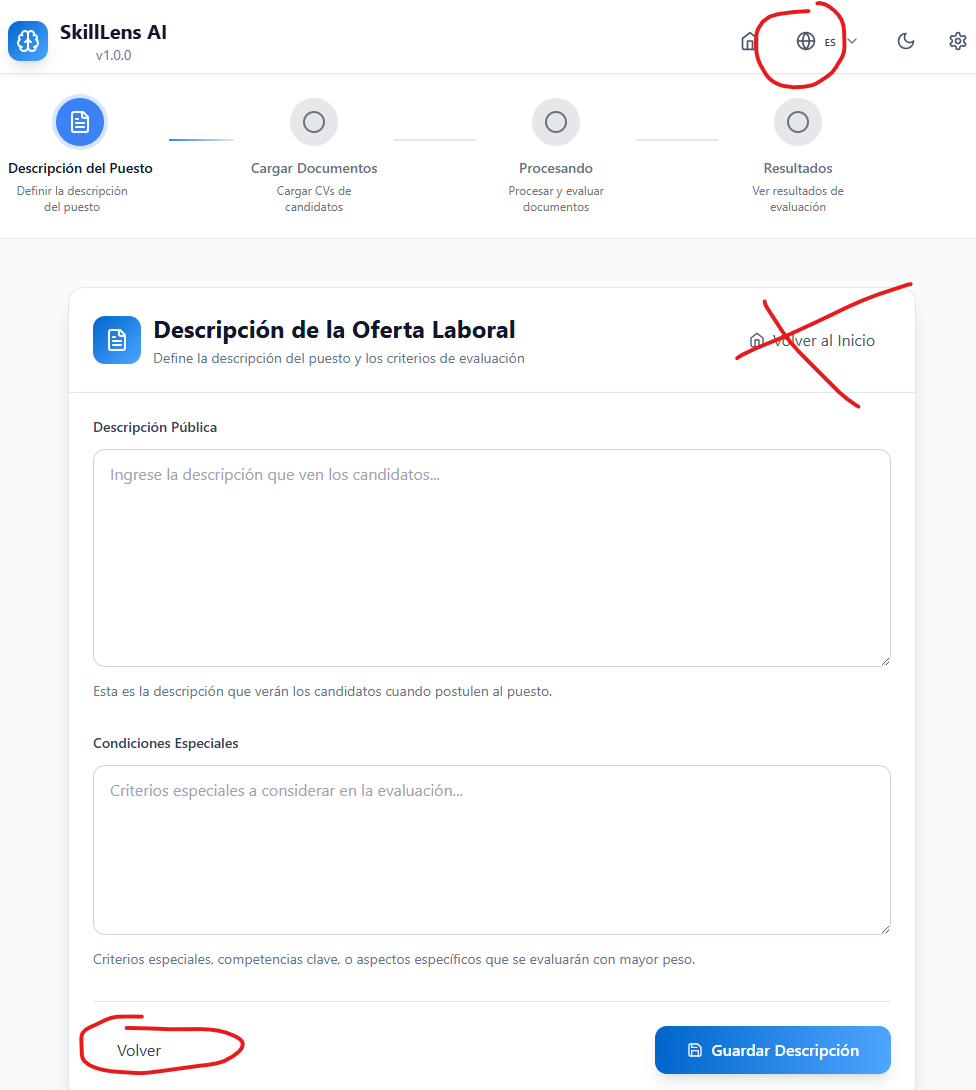 SkillLens AI
v1.0.0
ES
Descripción del Puesto
Definir la descripción
del puesto
Cargar Documentos
Cargar CVs de
candidatos
Procesando
Procesar y evaluar
documentos
Resultados
Ver resultados de
evaluación
Descripción de la Oferta Laboral
Define la descripción del puesto y los criterios de evaluación
Volver al Inicio
Descripción Pública
Ingrese la descripción que ven los candidatos...
Esta es la descripción que verán los candidatos cuando postulen al puesto.
Condiciones Especiales
Criterios especiales a considerar en la evaluación...
Criterios especiales, competencias clave, o aspectos específicos que se evaluarán con mayor peso.
Volver
Guardar Descripción